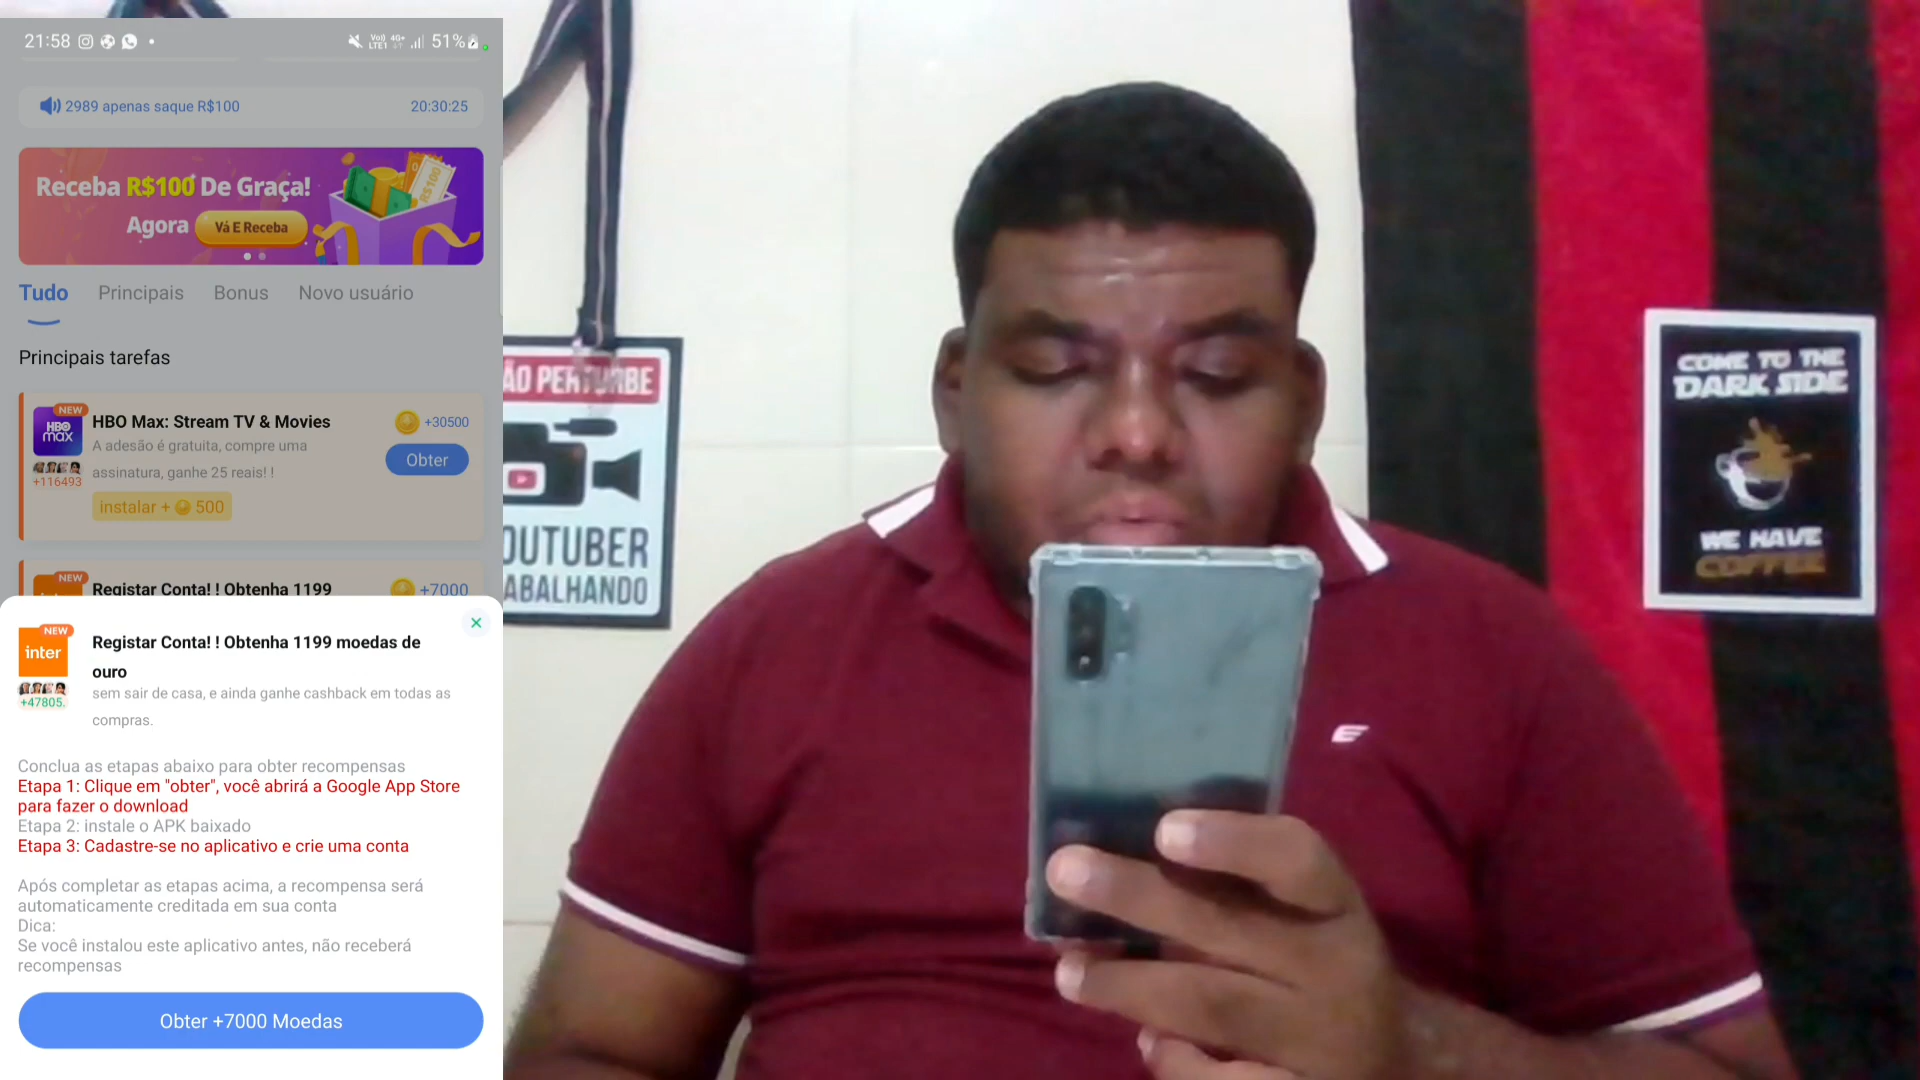 21:58
Vo)) LTE1 4G+ 51%
2989 apenas saque R$100 20:30:25
Receba R$100 De Graça!
Agora Vá E Receba
R$100
Tudo Principais Bonus Novo usuário
Principais tarefas
NEW
HBO max
HBO Max: Stream TV & Movies +30500
A adesão é gratuita, compre uma
assinatura, ganhe 25 reais! !
Obter
+116493
instalar + 500
NEW
Registar Conta! ! Obtenha 1199 +7000
NEW
inter
Registar Conta! ! Obtenha 1199 moedas de
ouro
sem sair de casa, e ainda ganhe cashback em todas as
compras.
+47805.
Conclua as etapas abaixo para obter recompensas
Etapa 1: Clique em "obter", você abrirá a Google App Store
para fazer o download
Etapa 2: instale o APK baixado
Etapa 3: Cadastre-se no aplicativo e crie uma conta
Após completar as etapas acima, a recompensa será
automaticamente creditada em sua conta
Dica:
Se você instalou este aplicativo antes, não receberá
recompensas
Obter +7000 Moedas
ÃO PERTURBE
OUTUBER
ABALHANDO
COME TO THE
DARK SIDE
WE HAVE
COFFEE